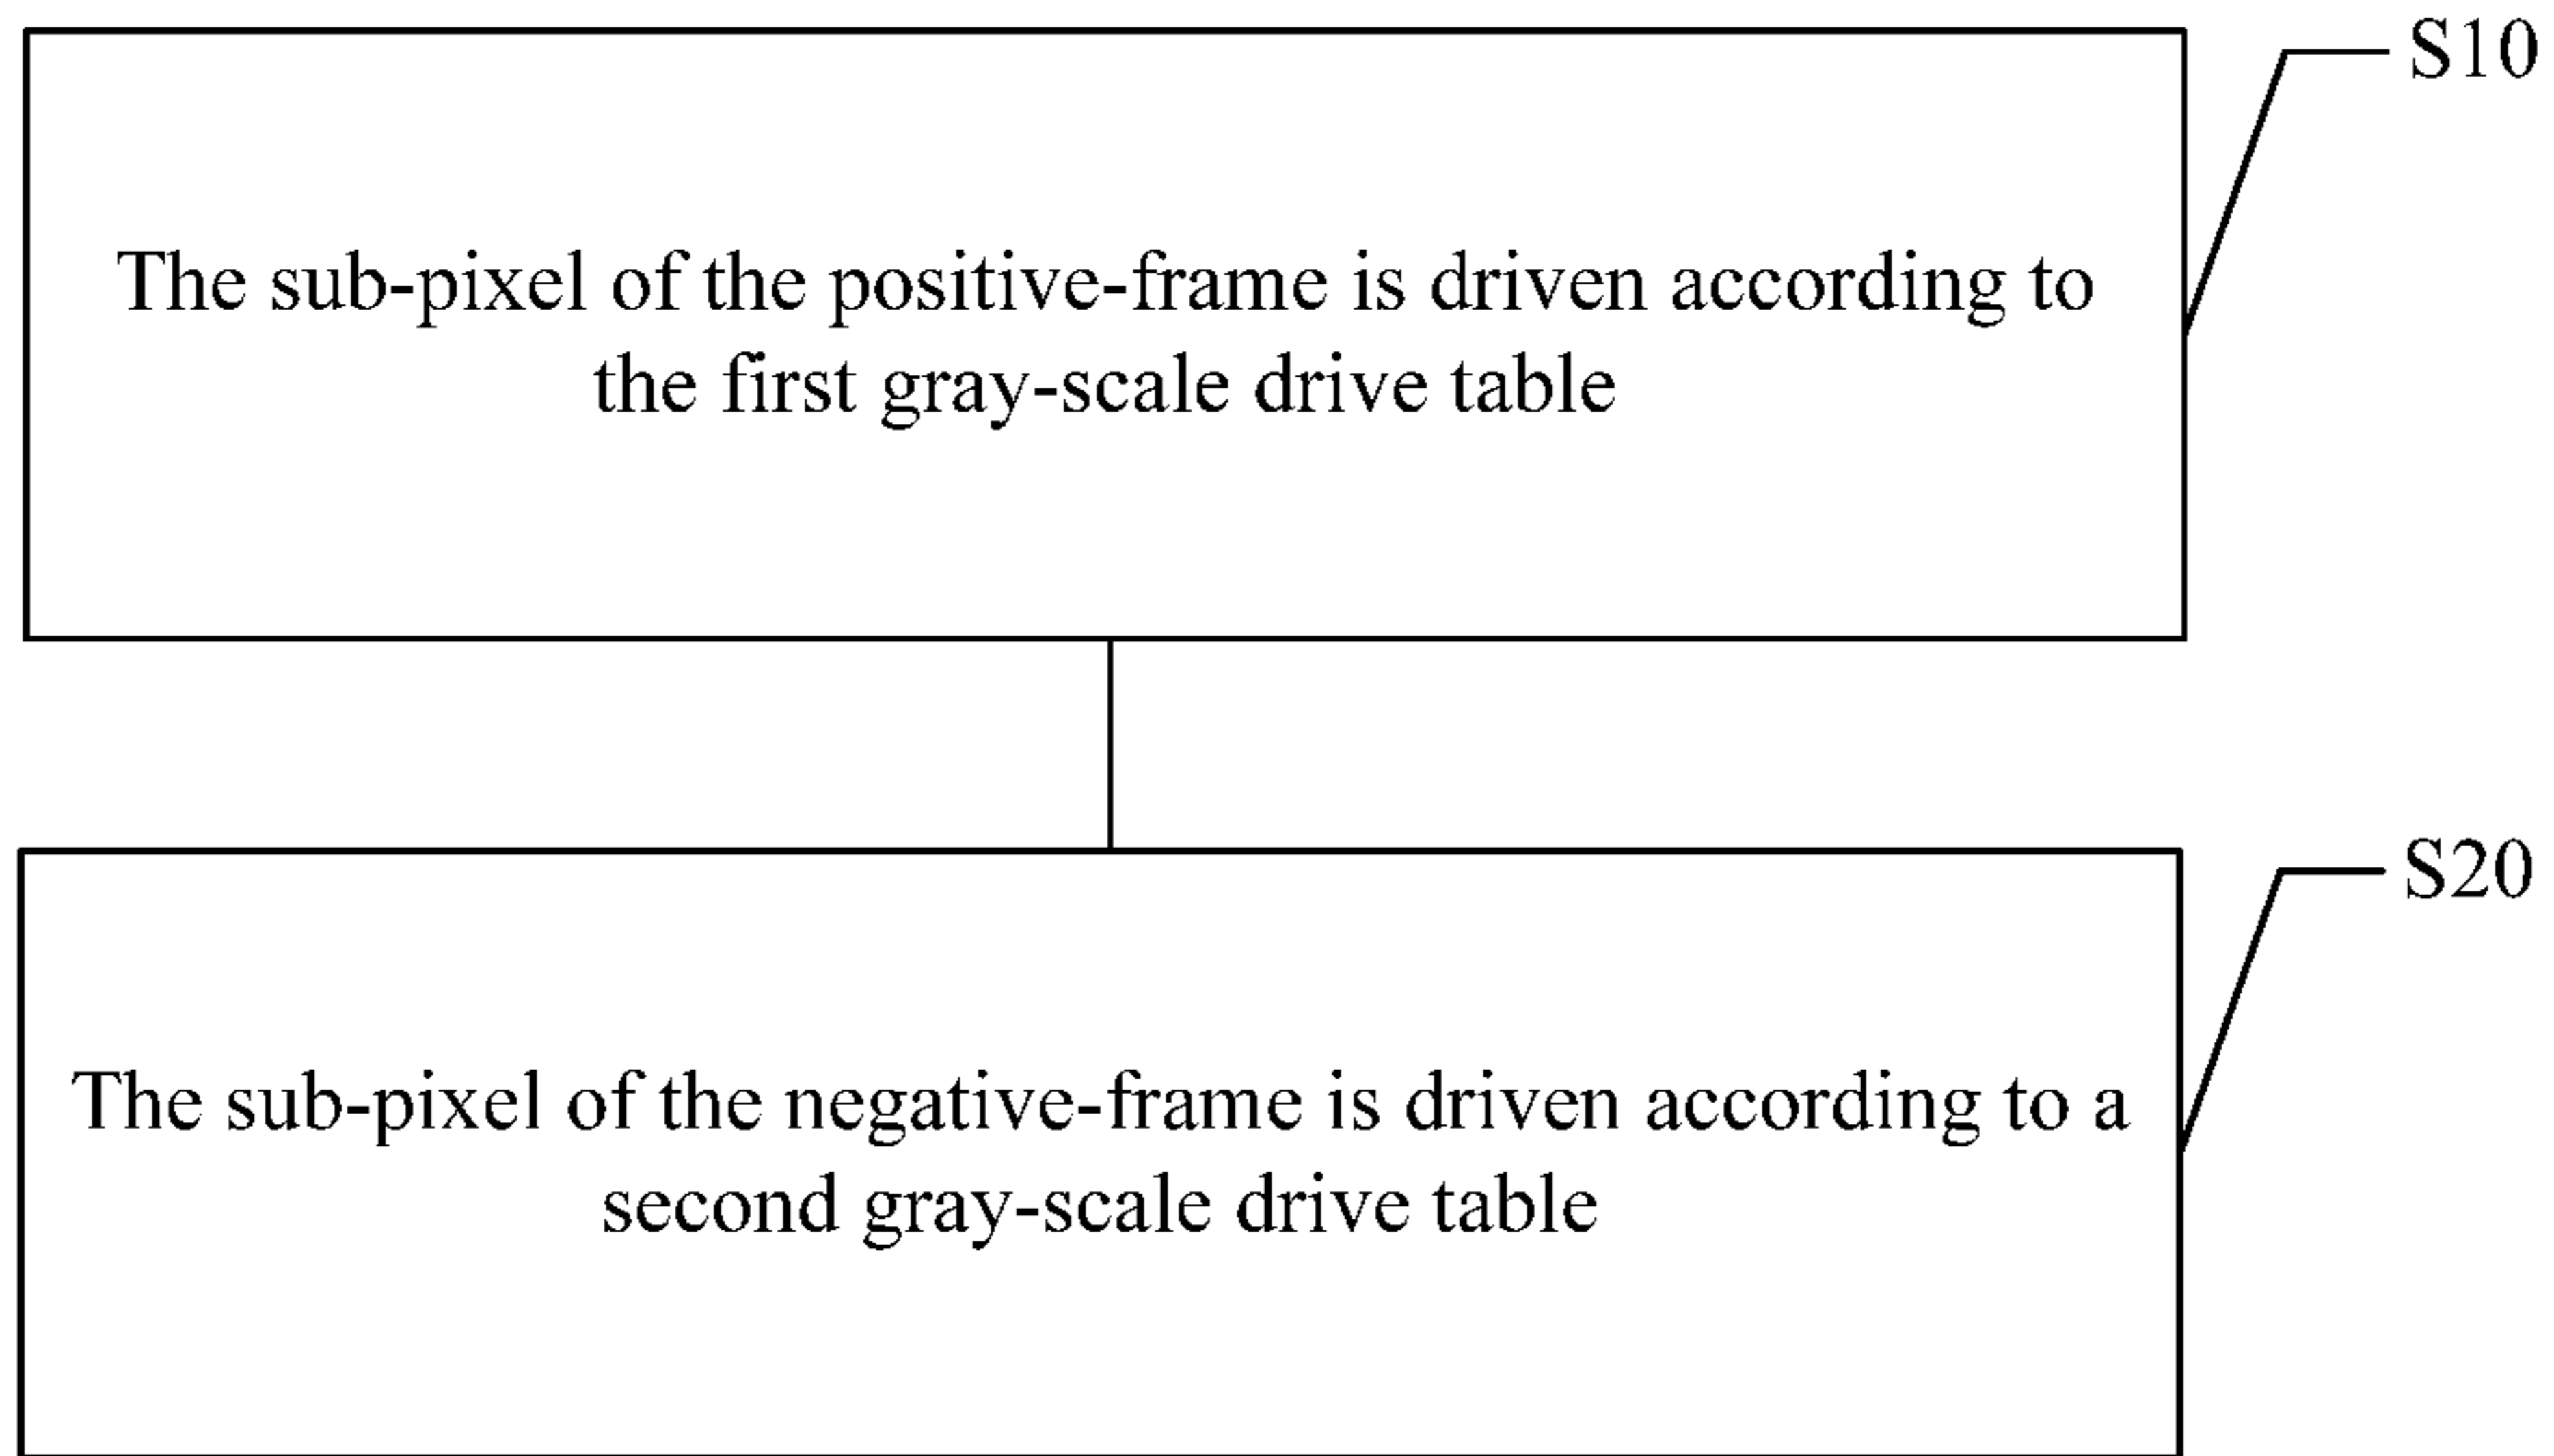 S10
The sub-pixel of the positive-frame is driven according to
the first gray-scale drive table
S20
The sub-pixel of the negative-frame is driven according to a
second gray-scale drive table